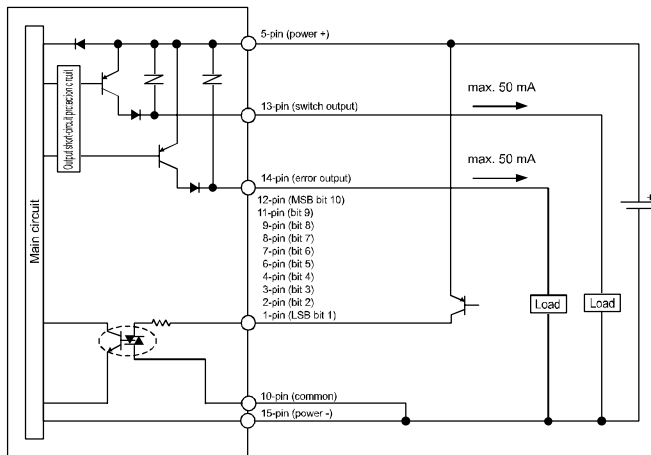 5-pin (power +)
Output short-circuit protection circuit
max. 50 mA
13-pin (switch output)
max. 50 mA
14-pin (error output)
12-pin (MSB bit 10)
11-pin (bit 9)
9-pin (bit 8)
8-pin (bit 7)
7-pin (bit 6)
6-pin (bit 5)
4-pin (bit 4)
3-pin (bit 3)
2-pin (bit 2)
1-pin (LSB bit 1)
Main circuit
+
Load
Load
10-pin (common)
15-pin (power -)